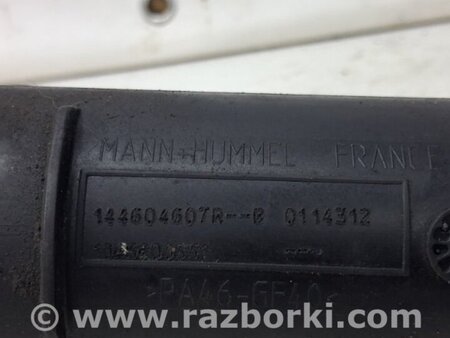 MANN+HUMMEL FRANCE
144604607R--B 0114312
>PA46-GF40<
www.razborki.com